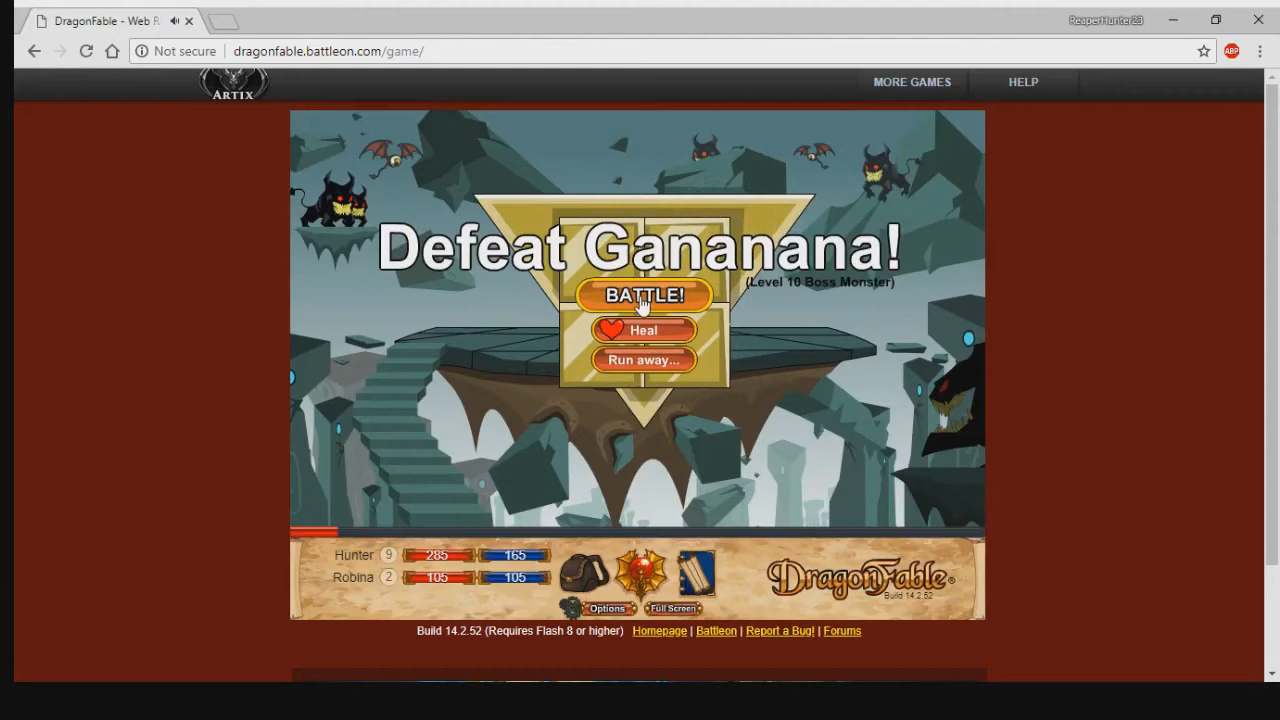 DragonFable - Web R
ReaperHunter23
Not secure
dragonfable.battleon.com/game/
ABP
ARTIX
MORE GAMES
HELP
Defeat Gananana!
(Level 10 Boss Monster)
BATTLE!
Heal
Run away...
Hunter 9 285 165
Robina 2 105 105
DragonFable®
Build 14.2.52
Options
Full Screen
Build 14.2.52 (Requires Flash 8 or higher) Homepage | Battleon | Report a Bug! | Forums